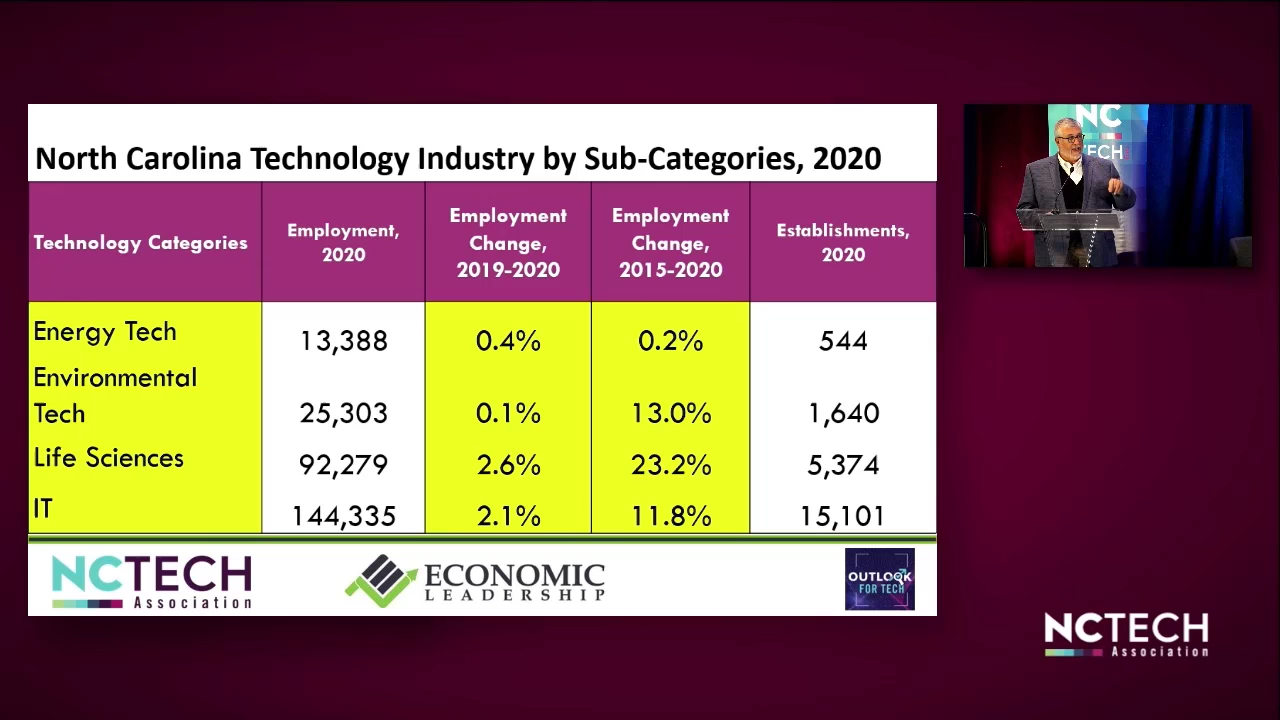 North Carolina Technology Industry by Sub-Categories, 2020
Technology Categories
Employment,
2020
Employment
Change,
2019-2020
Employment
Change,
2015-2020
Establishments,
2020
Energy Tech
13,388
0.4%
0.2%
544
Environmental
Tech
25,303
0.1%
13.0%
1,640
Life Sciences
92,279
2.6%
23.2%
5,374
IT
144,335
2.1%
11.8%
15,101
NCTECH
Association
ECONOMIC
LEADERSHIP
OUTLOOK
FOR TECH
NC
TECH
NCTECH
Association